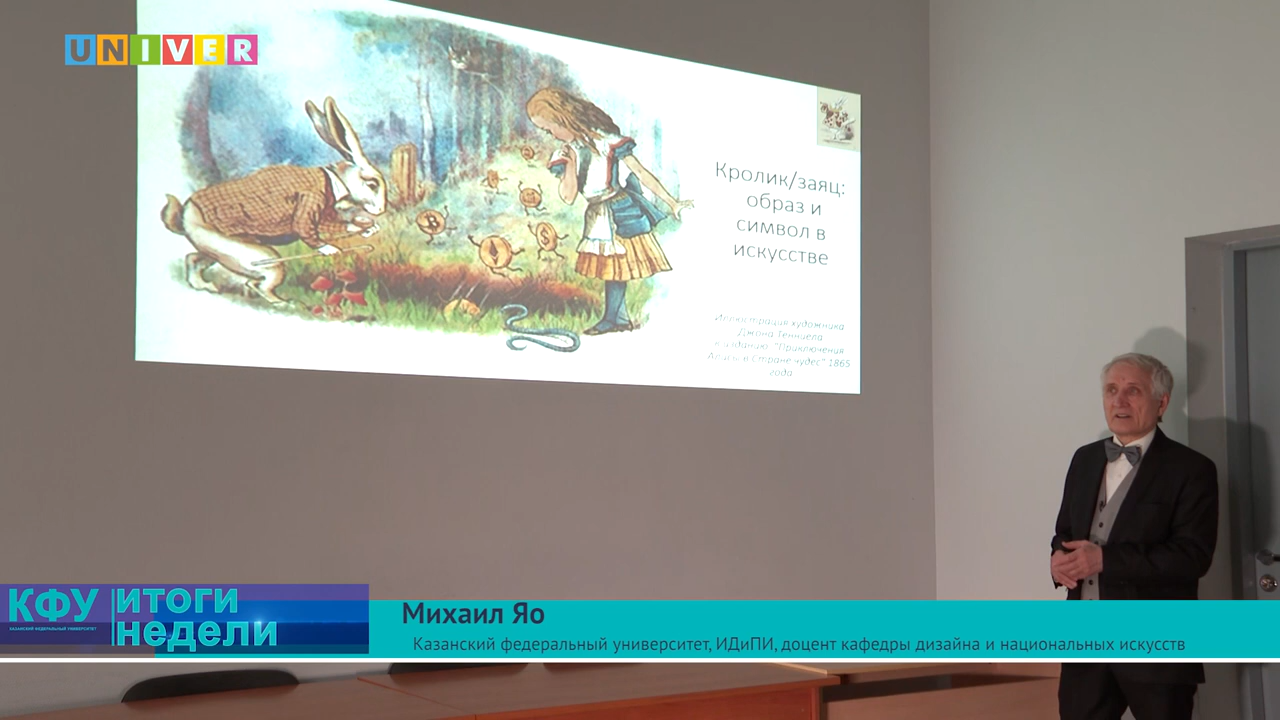 UNIVER
Кролик/заяц:
образ и
символ в
искусстве
Иллюстрация художника
Джона Тенниела
к изданию "Приключения
Алисы в Стране чудес" 1865
года
КФУ
КАЗАНСКИЙ ФЕДЕРАЛЬНЫЙ УНИВЕРСИТЕТ
ИТОГИ
недели
Михаил Яо
Казанский федеральный университет, ИДиПИ, доцент кафедры дизайна и национальных искусств